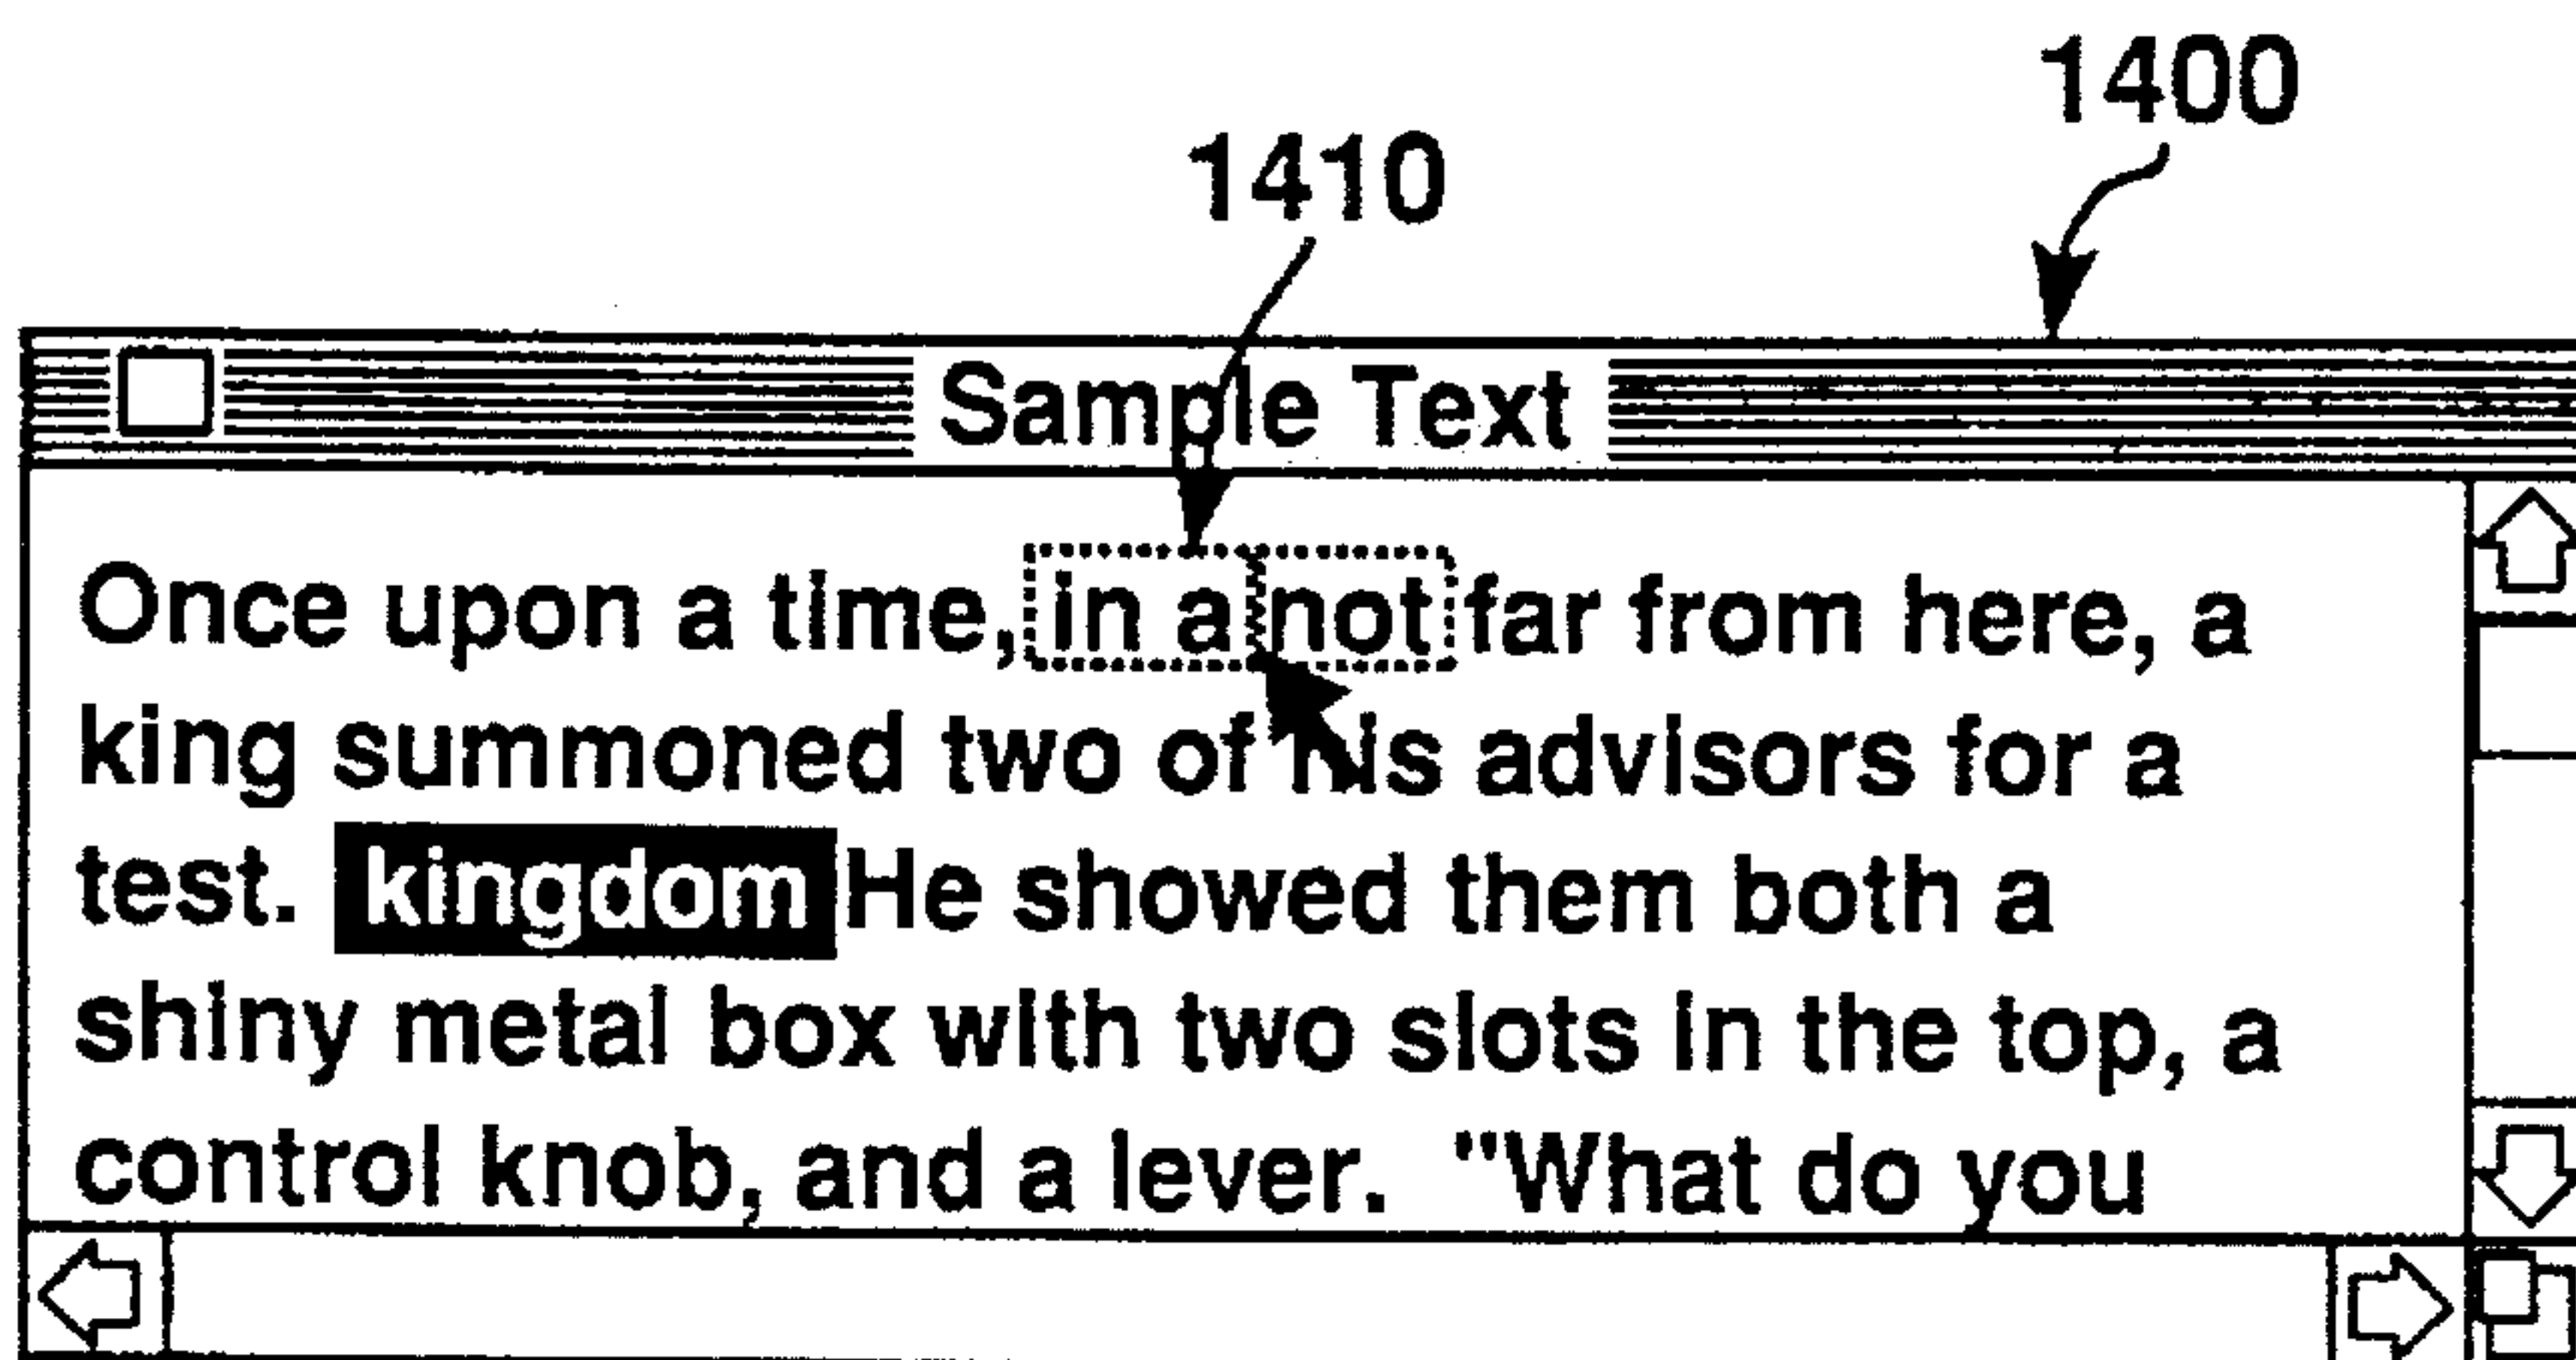 1400
1410
Sample Text
Once upon a time, in a not far from here, a
king summoned two of his advisors for a
test. kingdom He showed them both a
shiny metal box with two slots in the top, a
control knob, and a lever. "What do you